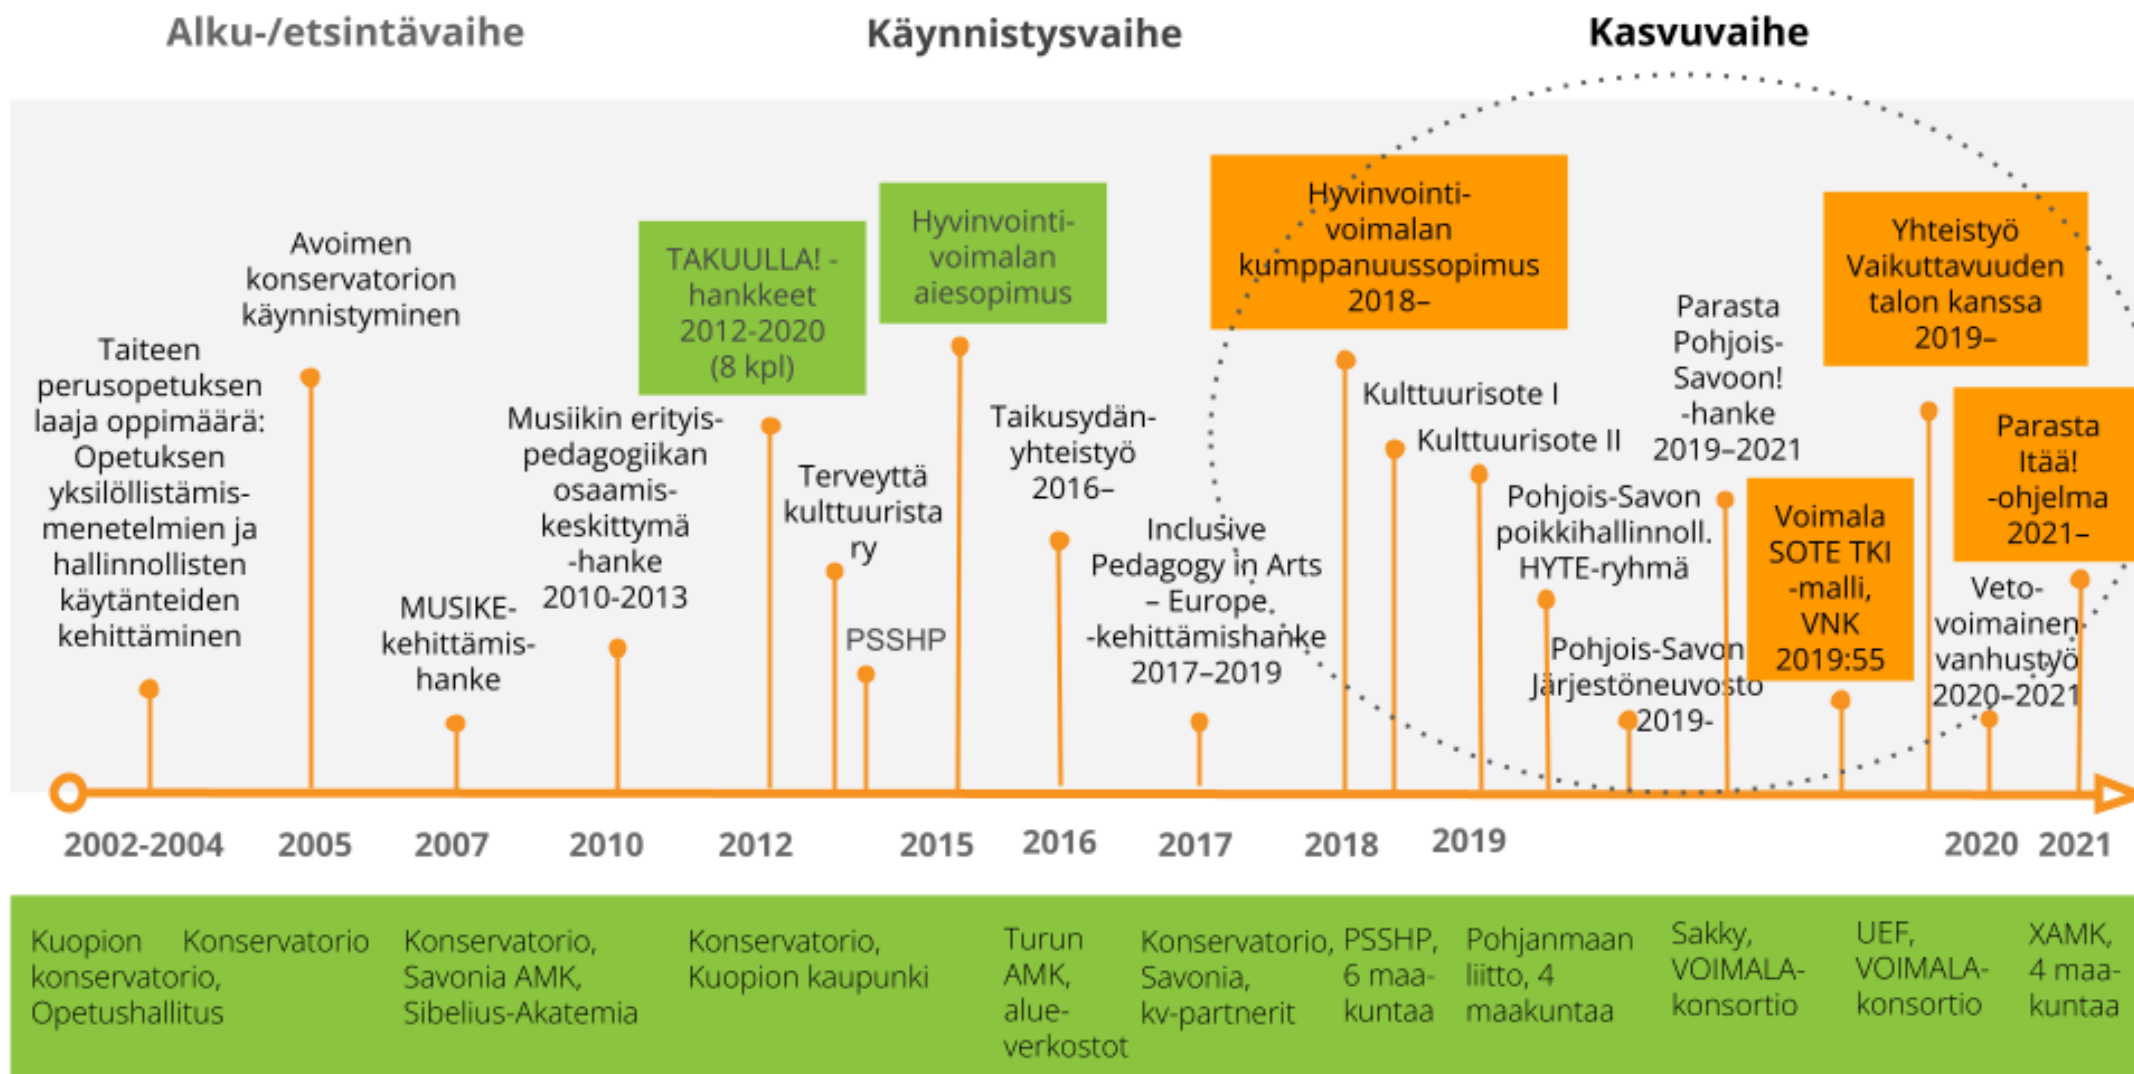 Alku-/etsintävaihe
Käynnistysvaihe
Kasvuvaihe
Taiteen
perusopetuksen
laaja oppimäärä:
Opetuksen
yksilöllistämis-
menetelmien ja
hallinnollisten
käytänteiden
kehittäminen
Avoimen
konservatorion
käynnistyminen
MUSIKE-
kehittämis-
hanke
Musiikin erityis-
pedagogiikan
osaamis-
keskittymä
-hanke
2010-2013
TAKUULLA! -
hankkeet
2012-2020
(8 kpl)
Terveyttä
kulttuurista
ry
PSSHP
Hyvinvointi-
voimalan
aiesopimus
Taikusydän-
yhteistyö
2016–
Inclusive
Pedagogy in Arts
– Europe
-kehittämishanke
2017–2019
Hyvinvointi-
voimalan
kumppanuussopimus
2018–
Kulttuurisote I
Kulttuurisote II
Pohjois-Savon
poikkihallinnoll.
HYTE-ryhmä
Pohjois-Savon
Järjestöneuvosto
2019-
Parasta
Pohjois-
Savoon!
-hanke
2019–2021
Voimala
SOTE TKI
-malli,
VNK
2019:55
Yhteistyö
Vaikuttavuuden
talon kanssa
2019–
Veto-
voimainen
vanhustyö
2020–2021
Parasta
Itää!
-ohjelma
2021–
2002-2004
2005
2007
2010
2012
2015
2016
2017
2018
2019
2020
2021
Kuopion
konservatorio,
Opetushallitus
Konservatorio
Konservatorio,
Savonia AMK,
Sibelius-Akatemia
Konservatorio,
Kuopion kaupunki
Turun
AMK,
alue-
verkostot
Konservatorio,
Savonia,
kv-partnerit
PSSHP,
6 maa-
kuntaa
Pohjanmaan
liitto, 4
maakuntaa
Sakky,
VOIMALA-
konsortio
UEF,
VOIMALA-
konsortio
XAMK,
4 maa-
kuntaa